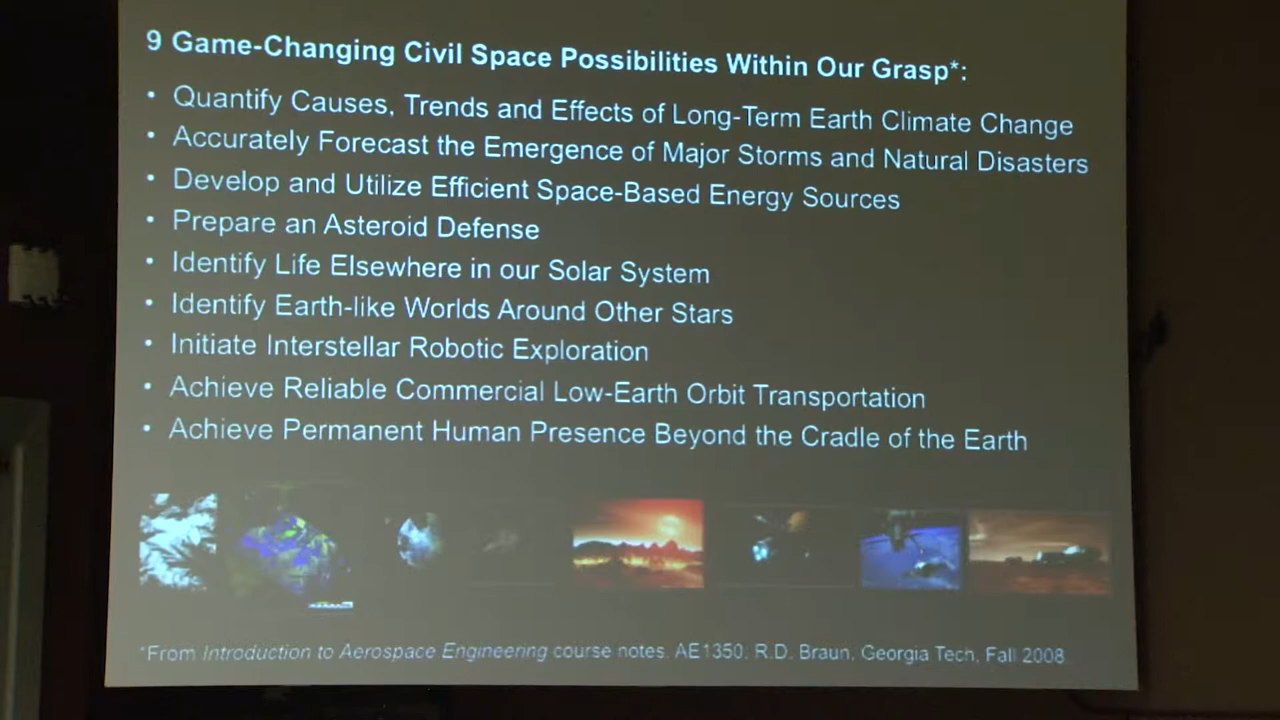 9 Game-Changing Civil Space Possibilities Within Our Grasp*:
• Quantify Causes, Trends and Effects of Long-Term Earth Climate Change
• Accurately Forecast the Emergence of Major Storms and Natural Disasters
• Develop and Utilize Efficient Space-Based Energy Sources
• Prepare an Asteroid Defense
• Identify Life Elsewhere in our Solar System
• Identify Earth-like Worlds Around Other Stars
• Initiate Interstellar Robotic Exploration
• Achieve Reliable Commercial Low-Earth Orbit Transportation
• Achieve Permanent Human Presence Beyond the Cradle of the Earth
*From Introduction to Aerospace Engineering course notes, AE1350, R.D. Braun, Georgia Tech, Fall 2008